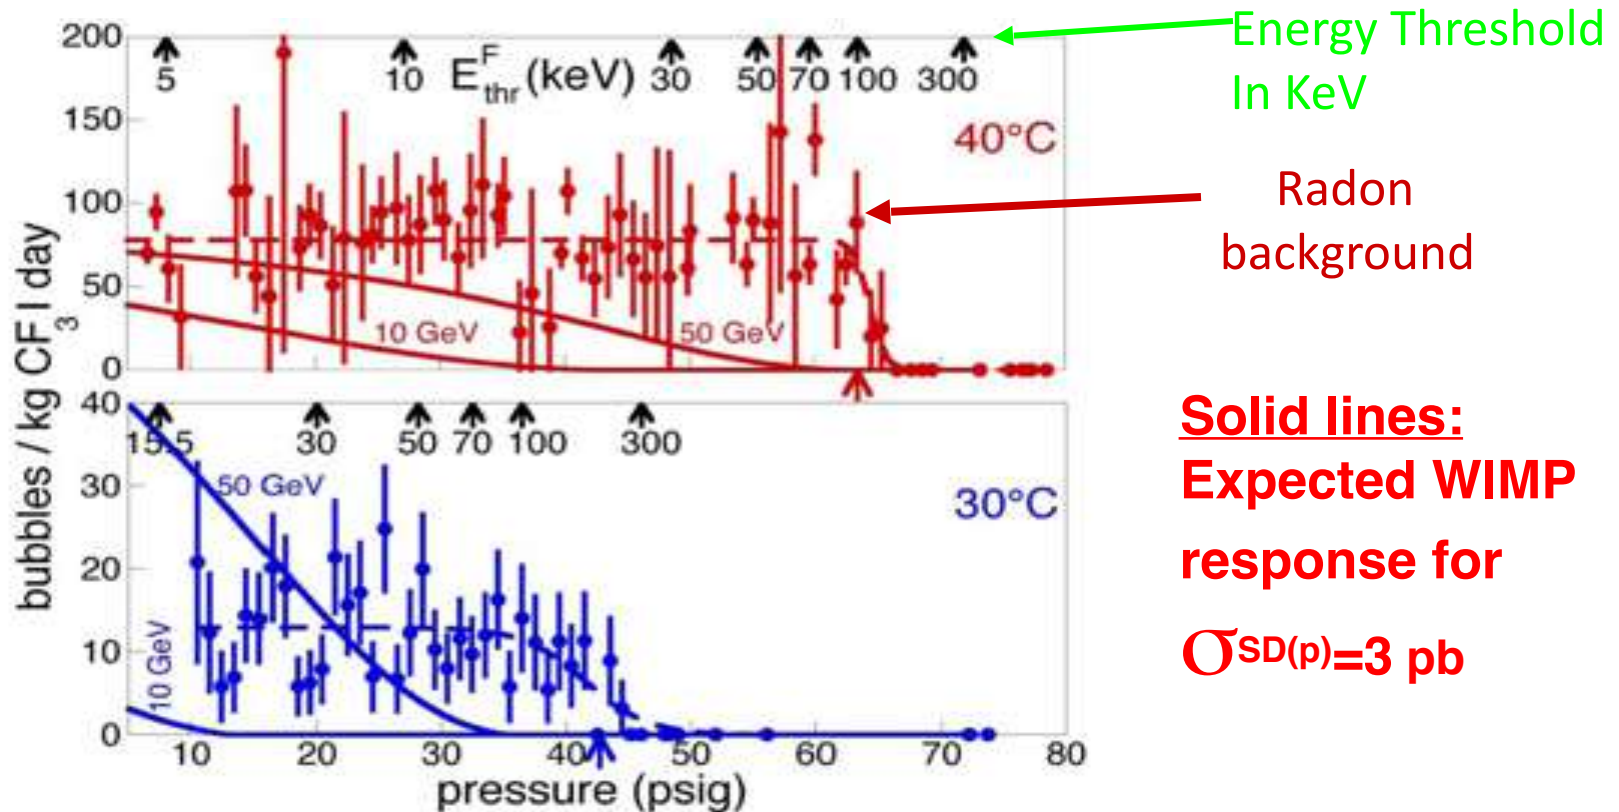 200
150
100
50
0
5
10
E^F_thr (keV)
30
50
70
100
300
40°C
10 GeV
50 GeV
40
30
20
10
0
15.5
30
50
70
100
300
50 GeV
10 GeV
30°C
10
20
30
40
50
60
70
80
pressure (psig)
bubbles / kg CF3I day
Energy Threshold
In KeV
Radon
background
Solid lines:
Expected WIMP
response for
σSD(p)=3 pb